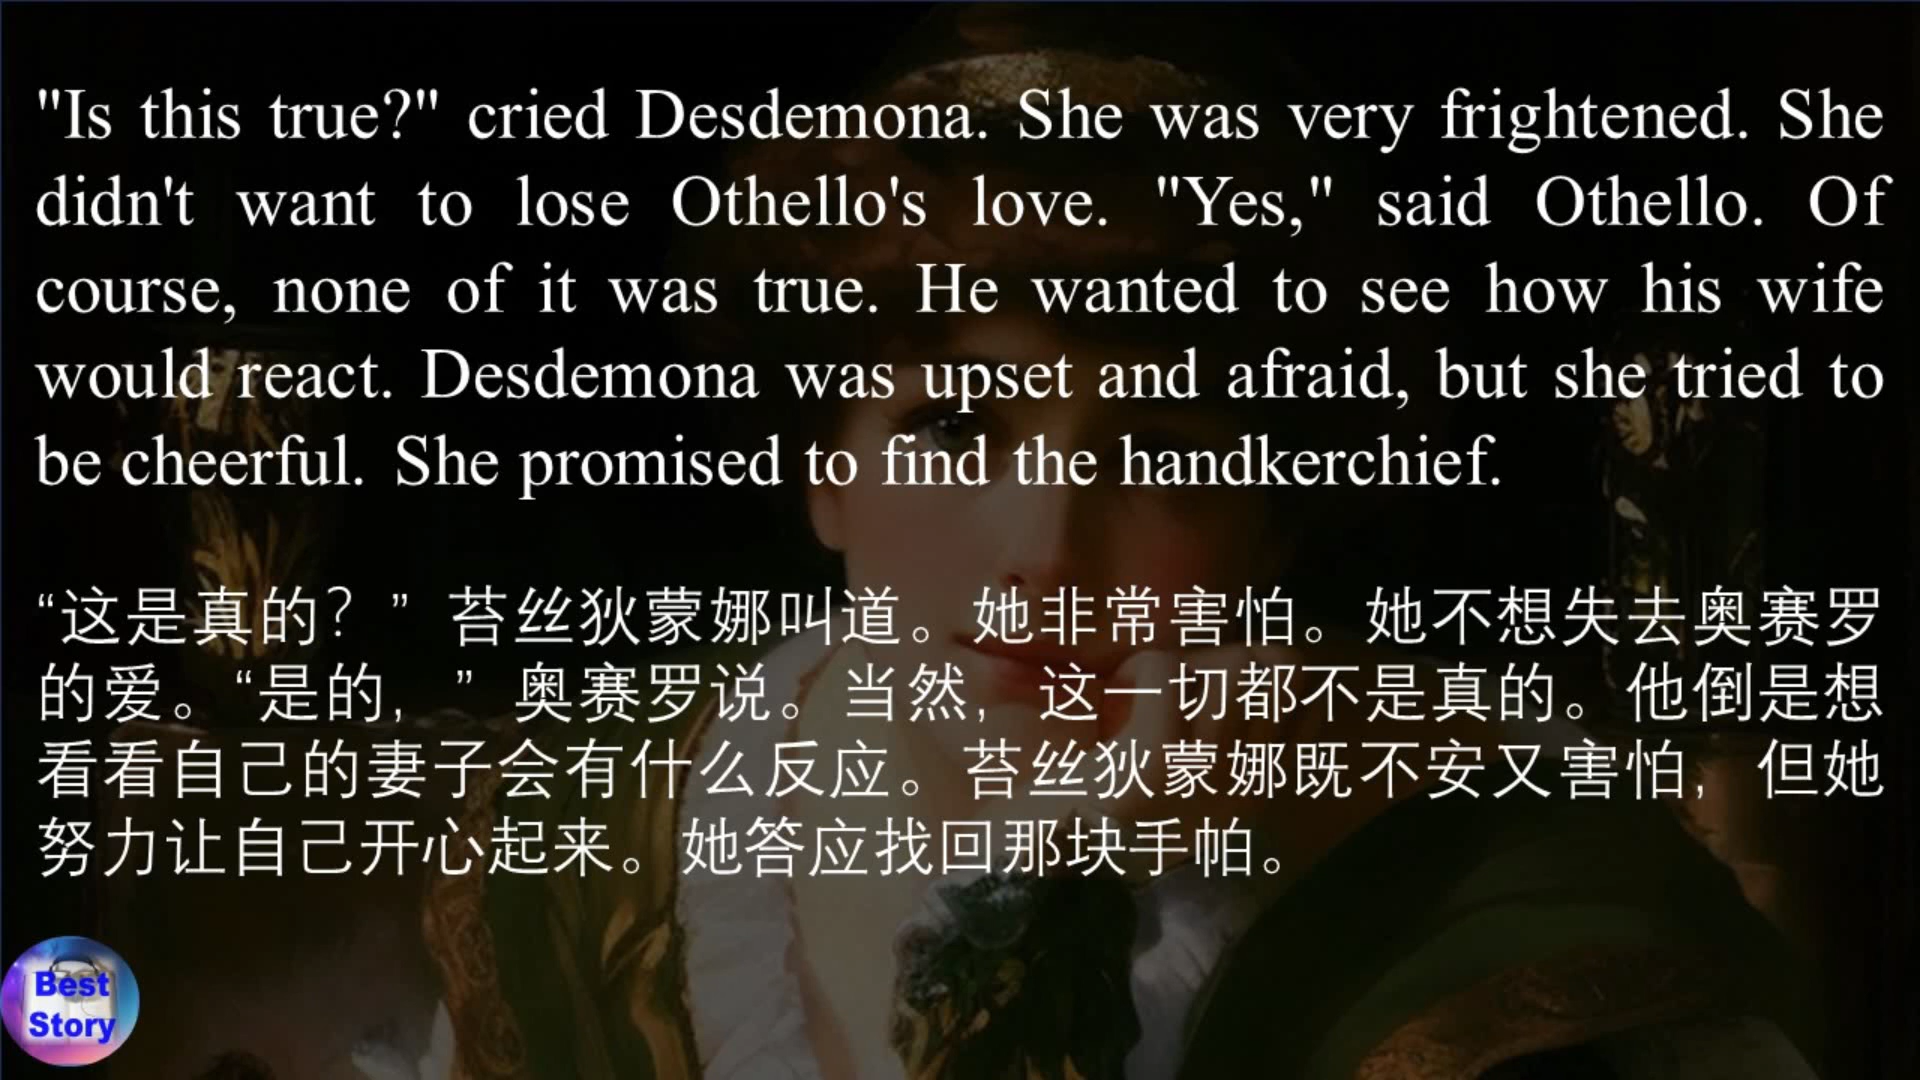 "Is this true?" cried Desdemona. She was very frightened. She
didn't want to lose Othello's love. "Yes," said Othello. Of
course, none of it was true. He wanted to see how his wife
would react. Desdemona was upset and afraid, but she tried to
be cheerful. She promised to find the handkerchief.
“这是真的？” 苔丝狄蒙娜叫道。她非常害怕。她不想失去奥赛罗
的爱。“是的，” 奥赛罗说。当然，这一切都不是真的。他倒是想
看看自己的妻子会有什么反应。苔丝狄蒙娜既不安又害怕，但她
努力让自己开心起来。她答应找回那块手帕。
Best
Story